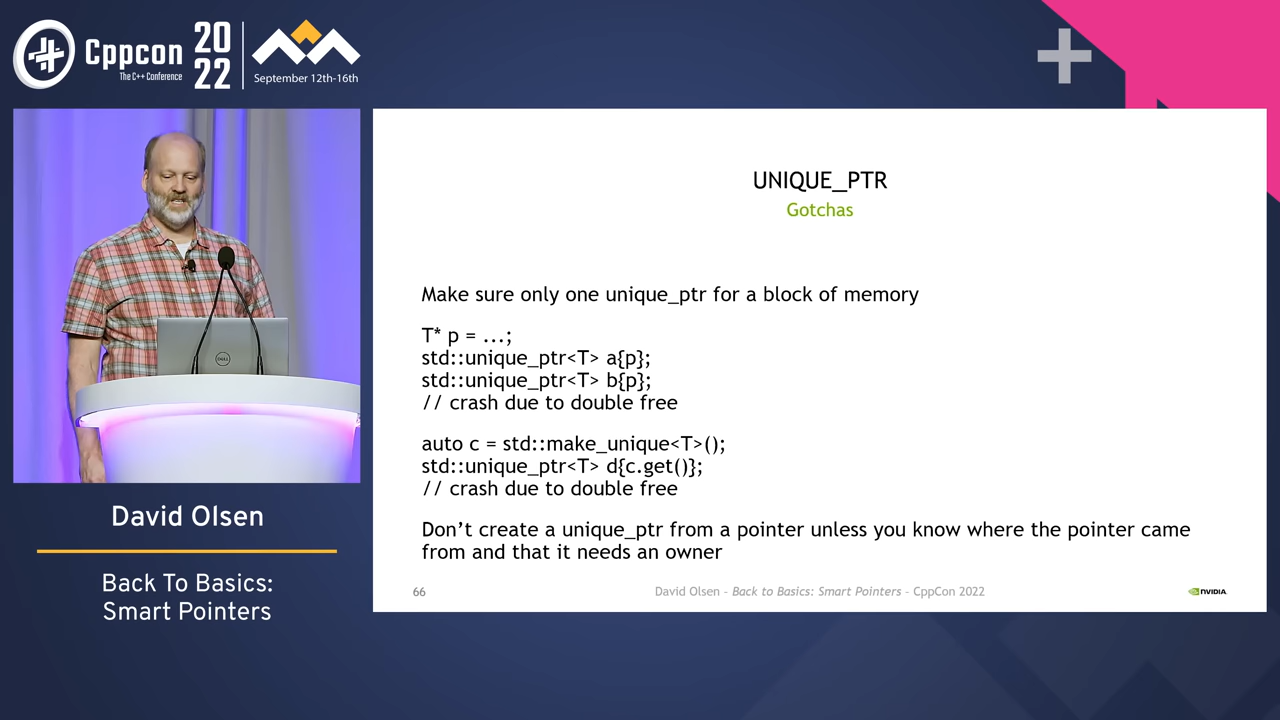 Cppcon
The C++ Conference
20
22
September 12th-16th
David Olsen
Back To Basics:
Smart Pointers
DELL
UNIQUE_PTR
Gotchas
Make sure only one unique_ptr for a block of memory
T* p = ...;
std::unique_ptr<T> a{p};
std::unique_ptr<T> b{p};
// crash due to double free
auto c = std::make_unique<T>();
std::unique_ptr<T> d{c.get()};
// crash due to double free
Don’t create a unique_ptr from a pointer unless you know where the pointer came
from and that it needs an owner
66
David Olsen - Back to Basics: Smart Pointers - CppCon 2022
NVIDIA.